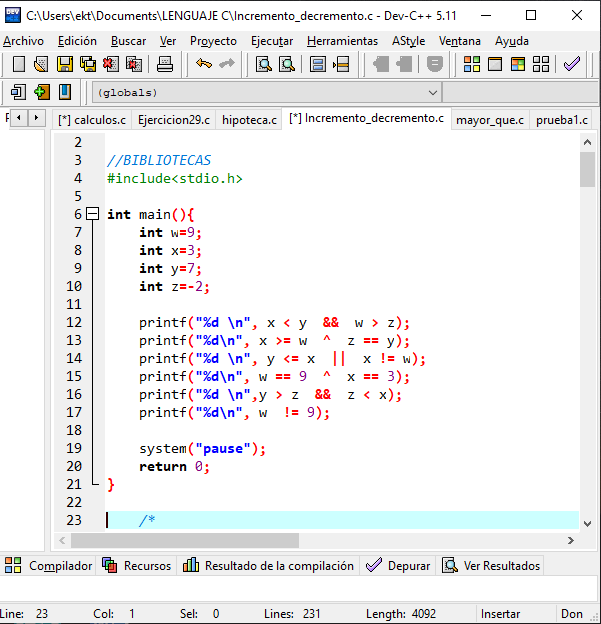 C:\Users\ekt\Documents\LENGUAJE C\Incremento_decremento.c - Dev-C++ 5.11
Archivo Edición Buscar Ver Proyecto Ejecutar Herramientas AStyle Ventana Ayuda
(globals)
[*] calculos.c Ejercicion29.c hipoteca.c [*] Incremento_decremento.c mayor_que.c prueba1.c
2
3 //BIBLIOTECAS
4 #include<stdio.h>
5
6 int main(){
7 int w=9;
8 int x=3;
9 int y=7;
10 int z=-2;
11
12 printf("%d \n", x < y  &&  w > z);
13 printf("%d\n", x >= w  ^  z == y);
14 printf("%d \n", y <= x  ||  x != w);
15 printf("%d\n", w == 9  ^  x == 3);
16 printf("%d \n",y > z  &&  z < x);
17 printf("%d\n", w  != 9);
18
19 system("pause");
20 return 0;
21 }
22
23 /*
Compilador Recursos Resultado de la compilación Depurar Ver Resultados
Line: 23 Col: 1 Sel: 0 Lines: 231 Length: 4092 Insertar Don